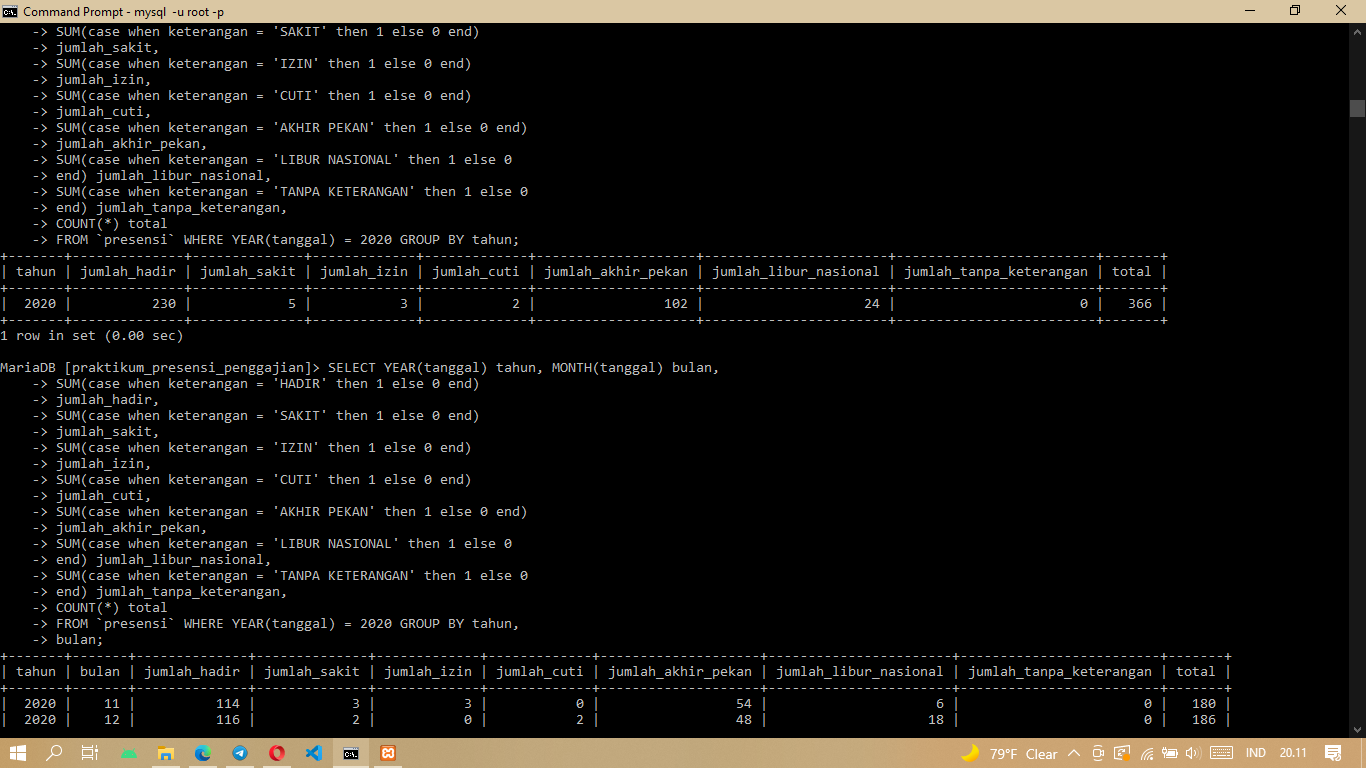 Command Prompt - mysql  -u root -p
    -> SUM(case when keterangan = 'SAKIT' then 1 else 0 end)
    -> jumlah_sakit,
    -> SUM(case when keterangan = 'IZIN' then 1 else 0 end)
    -> jumlah_izin,
    -> SUM(case when keterangan = 'CUTI' then 1 else 0 end)
    -> jumlah_cuti,
    -> SUM(case when keterangan = 'AKHIR PEKAN' then 1 else 0 end)
    -> jumlah_akhir_pekan,
    -> SUM(case when keterangan = 'LIBUR NASIONAL' then 1 else 0
    -> end) jumlah_libur_nasional,
    -> SUM(case when keterangan = 'TANPA KETERANGAN' then 1 else 0
    -> end) jumlah_tanpa_keterangan,
    -> COUNT(*) total
    -> FROM `presensi` WHERE YEAR(tanggal) = 2020 GROUP BY tahun;
| tahun | jumlah_hadir | jumlah_sakit | jumlah_izin | jumlah_cuti | jumlah_akhir_pekan | jumlah_libur_nasional | jumlah_tanpa_keterangan | total |
|  2020 |          230 |            5 |           3 |           2 |                102 |                    24 |                       0 |   366 |
1 row in set (0.00 sec)
MariaDB [praktikum_presensi_penggajian]> SELECT YEAR(tanggal) tahun, MONTH(tanggal) bulan,
    -> SUM(case when keterangan = 'HADIR' then 1 else 0 end)
    -> jumlah_hadir,
    -> SUM(case when keterangan = 'SAKIT' then 1 else 0 end)
    -> jumlah_sakit,
    -> SUM(case when keterangan = 'IZIN' then 1 else 0 end)
    -> jumlah_izin,
    -> SUM(case when keterangan = 'CUTI' then 1 else 0 end)
    -> jumlah_cuti,
    -> SUM(case when keterangan = 'AKHIR PEKAN' then 1 else 0 end)
    -> jumlah_akhir_pekan,
    -> SUM(case when keterangan = 'LIBUR NASIONAL' then 1 else 0
    -> end) jumlah_libur_nasional,
    -> SUM(case when keterangan = 'TANPA KETERANGAN' then 1 else 0
    -> end) jumlah_tanpa_keterangan,
    -> COUNT(*) total
    -> FROM `presensi` WHERE YEAR(tanggal) = 2020 GROUP BY tahun,
    -> bulan;
| tahun | bulan | jumlah_hadir | jumlah_sakit | jumlah_izin | jumlah_cuti | jumlah_akhir_pekan | jumlah_libur_nasional | jumlah_tanpa_keterangan | total |
|  2020 |    11 |          114 |            3 |           3 |           0 |                 54 |                     6 |                       0 |   180 |
|  2020 |    12 |          116 |            2 |           0 |           2 |                 48 |                    18 |                       0 |   186 |
79°F Clear IND 20.11